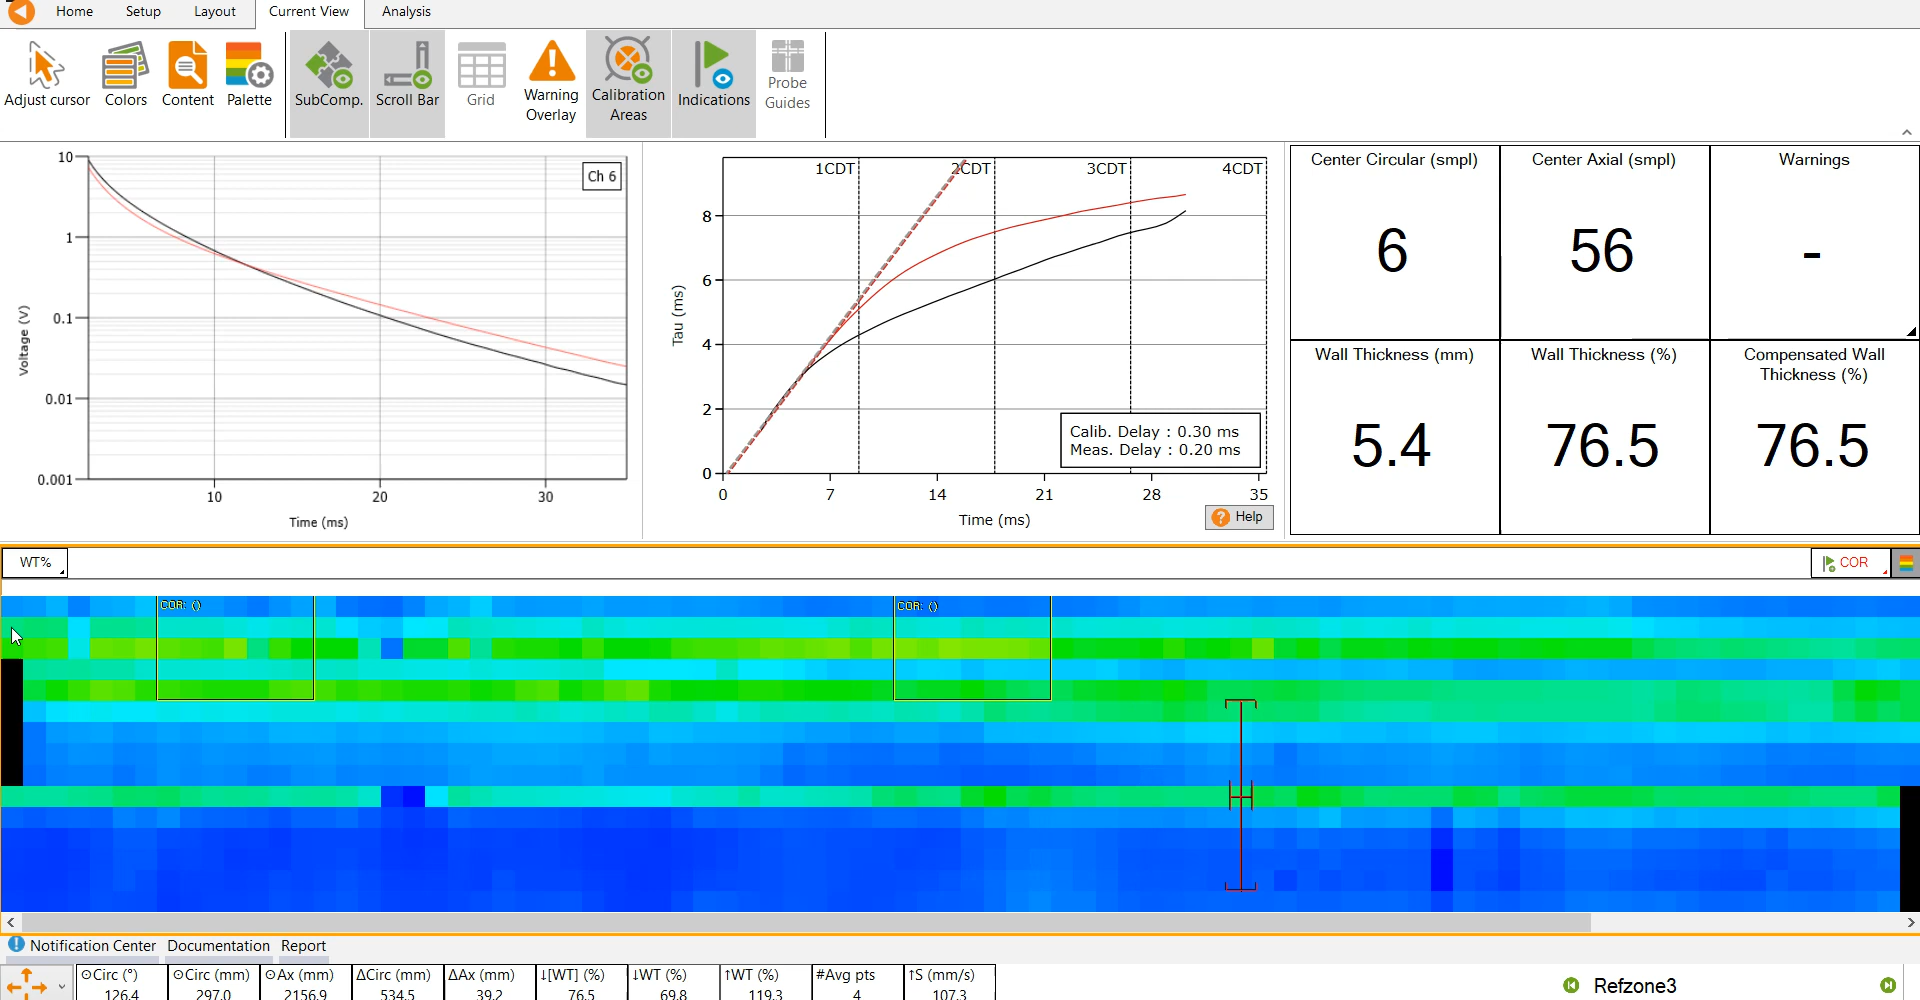 Home Setup Layout Current View Analysis
Adjust cursor Colors Content Palette SubComp. Scroll Bar Grid Warning Overlay Calibration Areas Indications Probe Guides
10
1
0.1
0.01
0.001
Voltage (V)
Ch 6
10 20 30
Time (ms)
1CDT 2CDT 3CDT 4CDT
8
6
4
2
0
Tau (ms)
Calib. Delay : 0.30 ms
Meas. Delay : 0.20 ms
0 7 14 21 28 35
Time (ms)
? Help
Center Circular (smpl) Center Axial (smpl) Warnings
6 56 -
Wall Thickness (mm) Wall Thickness (%) Compensated Wall Thickness (%)
5.4 76.5 76.5
WT% COR
COR: () COR: ()
Notification Center Documentation Report
⊙Circ (°) ⊙Circ (mm) ⊙Ax (mm) ΔCirc (mm) ΔAx (mm) ↓[WT] (%) ↓WT (%) ↑WT (%) #Avg pts ↑S (mm/s)
126.4 297.0 2156.9 534.5 39.2 76.5 69.8 119.3 4 107.3
Refzone3